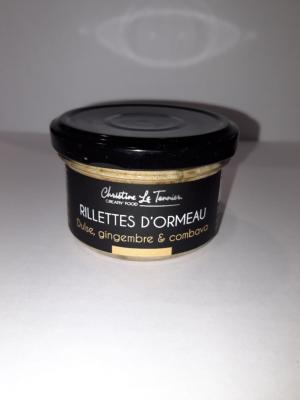 Christine Le Tennier
CREATIV' FOOD
RILLETTES D'ORMEAU
Dulse, gingembre & combava